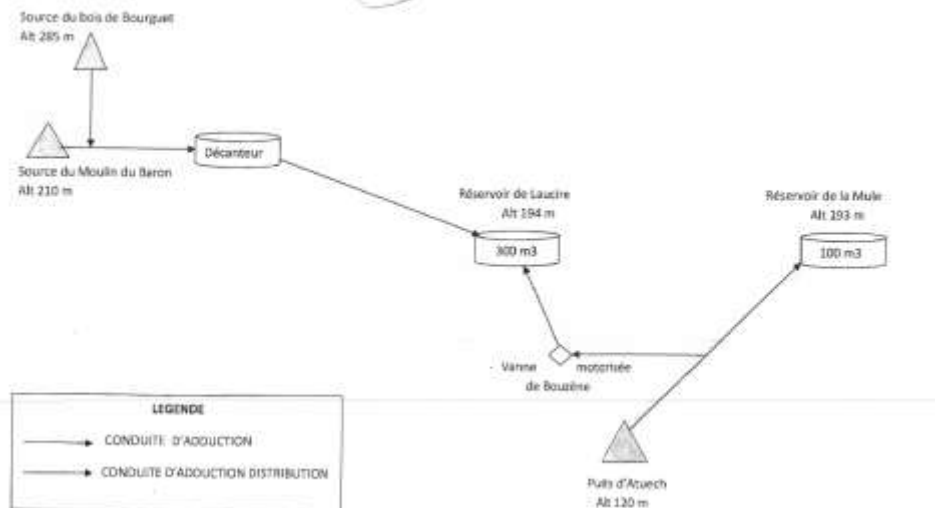 Source du bois de Bourguet
Alt 285 m
Source du Moulin du Baron
Alt 210 m
Décanteur
Réservoir de Laucire
Alt 194 m
300 m3
Réservoir de la Mule
Alt 193 m
100 m3
Vanne motorisée
de Bouzène
Puits d'Atuech
Alt 120 m
LEGENDE
CONDUITE D'ADDUCTION
CONDUITE D'ADDUCTION DISTRIBUTION